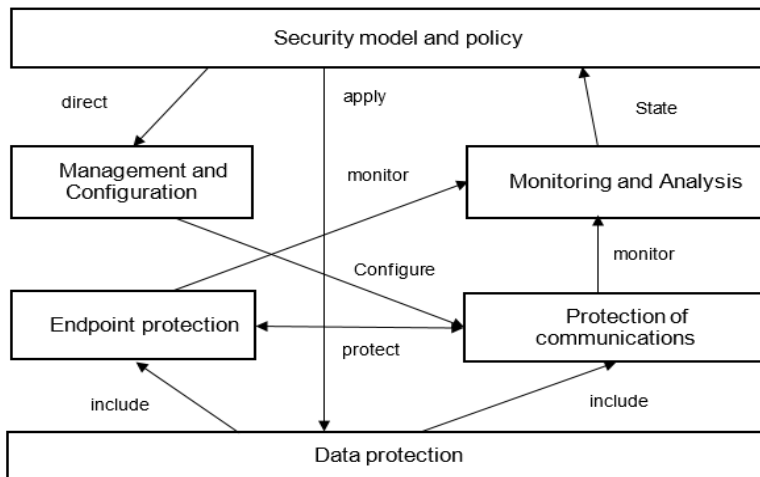 Security model and policy
direct
apply
State
Management and
Configuration
monitor
Monitoring and Analysis
Configure
monitor
Endpoint protection
Protection of
communications
protect
include
include
Data protection